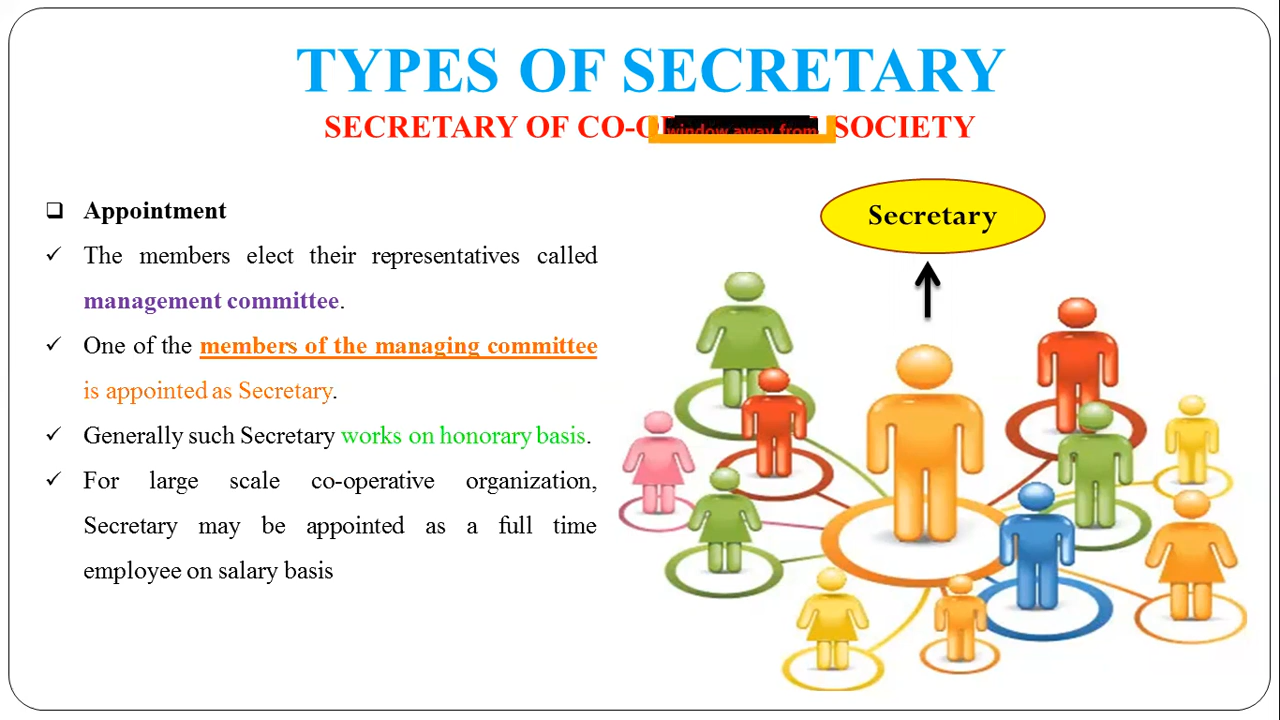 TYPES OF SECRETARY
SECRETARY OF CO-O SOCIETY
window away from
Appointment
The members elect their representatives called
management committee.
One of the members of the managing committee
is appointed as Secretary.
Generally such Secretary works on honorary basis.
For large scale co-operative organization,
Secretary may be appointed as a full time
employee on salary basis
Secretary